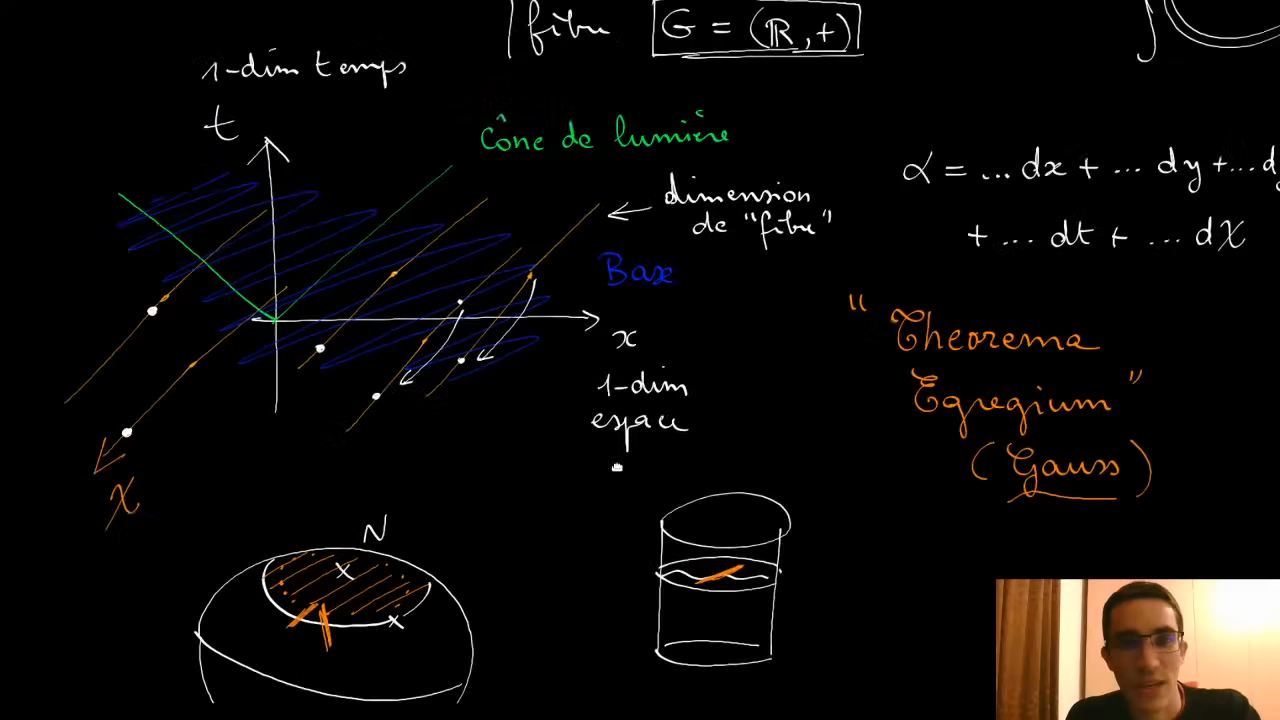 fibre G = (ℝ, +)
1-dim temps
t
Cône de lumière
dimension
de "fibre"
Base
x
1-dim
espace
χ
α = ... dx + ... dy + ... d
+ ... dt + ... dχ
"Theorema
Egregium"
(Gauss)
N
x
x